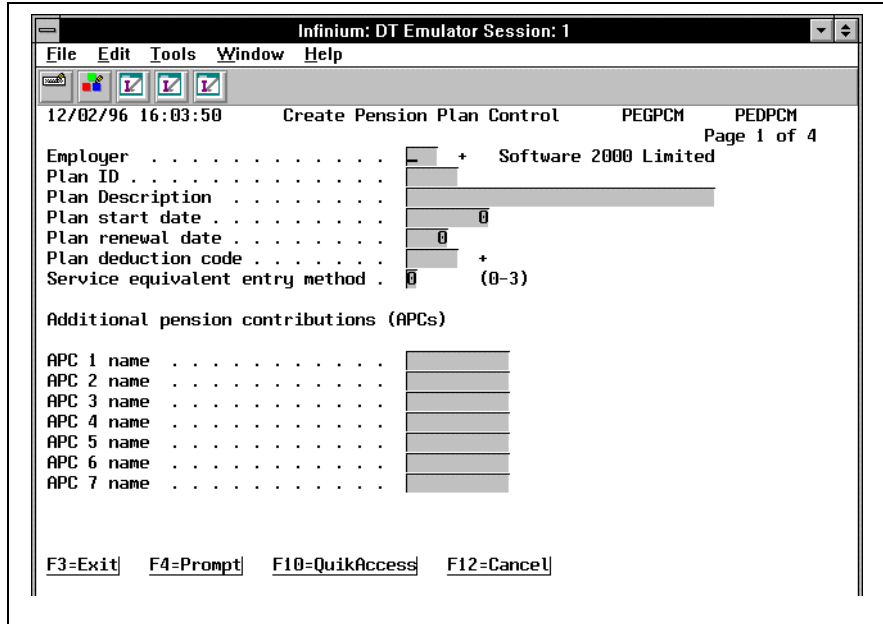 Infinium: DT Emulator Session: 1
File Edit Tools Window Help
12/02/96 16:03:50 Create Pension Plan Control PEGPCM PEDPCM
Page 1 of 4
Employer . . . . . . . . . . . . . _ + Software 2000 Limited
Plan ID . . . . . . . . . . . . . .
Plan Description . . . . . . . . .
Plan start date . . . . . . . . . . 0
Plan renewal date . . . . . . . . . 0
Plan deduction code . . . . . . . . +
Service equivalent entry method . 0 (0-3)
Additional pension contributions (APCs)
APC 1 name . . . . . . . . . . . .
APC 2 name . . . . . . . . . . . .
APC 3 name . . . . . . . . . . . .
APC 4 name . . . . . . . . . . . .
APC 5 name . . . . . . . . . . . .
APC 6 name . . . . . . . . . . . .
APC 7 name . . . . . . . . . . . .
F3=Exit F4=Prompt F10=QuikAccess F12=Cancel